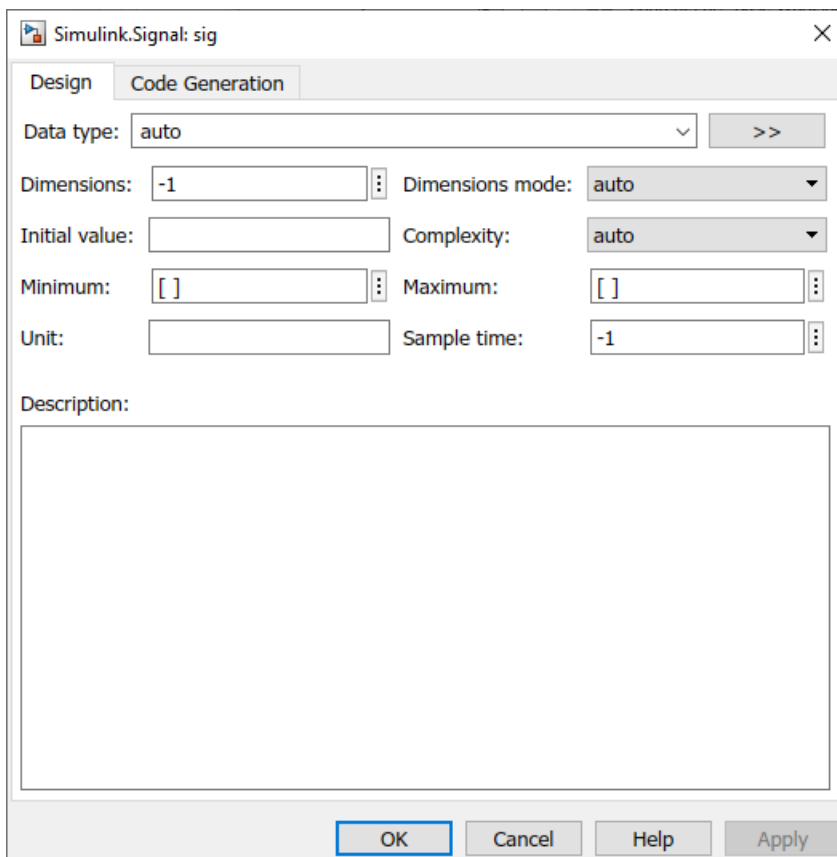 Simulink.Signal: sig
Design Code Generation
Data type: auto >>
Dimensions: -1 Dimensions mode: auto
Initial value: Complexity: auto
Minimum: [ ] Maximum: [ ]
Unit: Sample time: -1
Description:
OK Cancel Help Apply